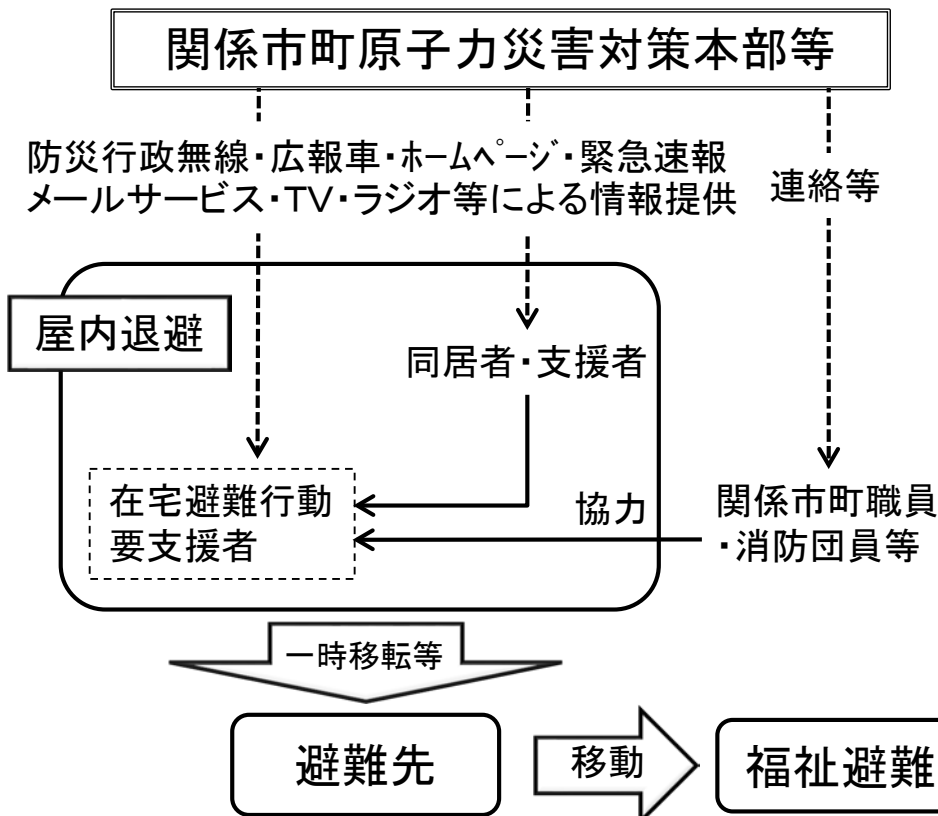 関係市町原子力災害対策本部等
防災行政無線・広報車・ﾎｰﾑﾍﾟｰｼﾞ・緊急速報
メールサービス・TV・ラジオ等による情報提供
連絡等
屋内退避
同居者・支援者
在宅避難行動
要支援者
協力
関係市町職員
・消防団員等
一時移転等
避難先
移動
福祉避難